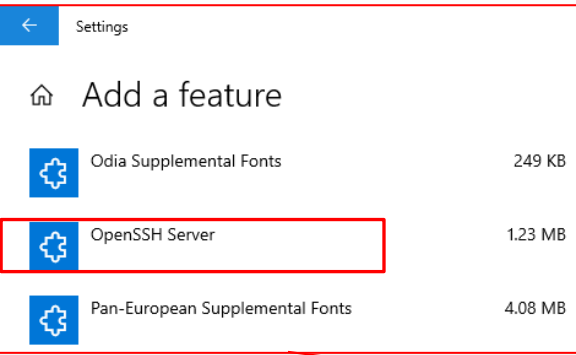 Settings
Add a feature
Odia Supplemental Fonts 249 KB
OpenSSH Server 1.23 MB
Pan-European Supplemental Fonts 4.08 MB